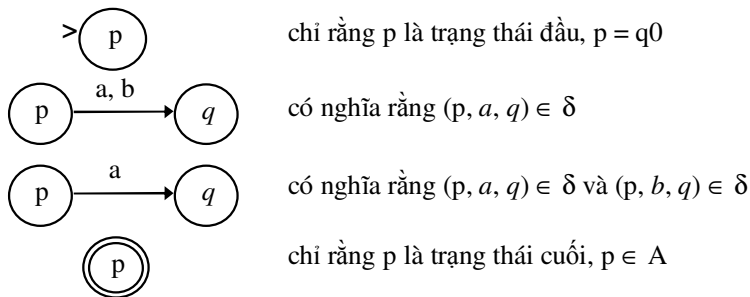 > p chỉ rằng p là trạng thái đầu, p = q0
a, b
p q có nghĩa rằng (p, a, q) ∈ δ
a
p q có nghĩa rằng (p, a, q) ∈ δ và (p, b, q) ∈ δ
p chỉ rằng p là trạng thái cuối, p ∈ A